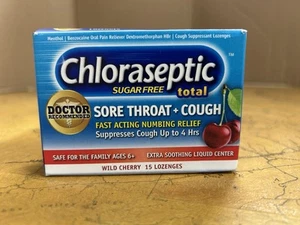 Menthol | Benzocaine Oral Pain Reliever Dextromethorphan HBr | Cough Suppressant Lozenges
Chloraseptic
SUGAR FREE total
DOCTOR
RECOMMENDED
SORE THROAT + COUGH
FAST ACTING NUMBING RELIEF
Suppresses Cough Up to 4 Hrs
SAFE FOR THE FAMILY AGES 6+ EXTRA SOOTHING LIQUID CENTER
WILD CHERRY 15 LOZENGES